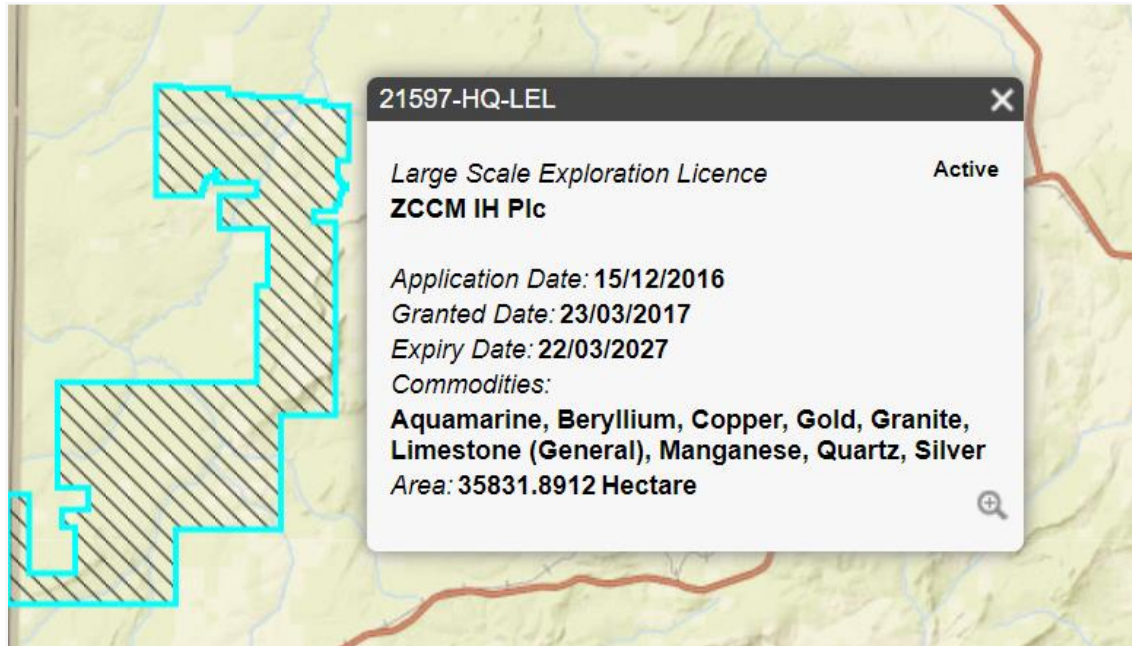 21597-HQ-LEL
Large Scale Exploration Licence
Active
ZCCM IH Plc
Application Date: 15/12/2016
Granted Date: 23/03/2017
Expiry Date: 22/03/2027
Commodities:
Aquamarine, Beryllium, Copper, Gold, Granite,
Limestone (General), Manganese, Quartz, Silver
Area: 35831.8912 Hectare